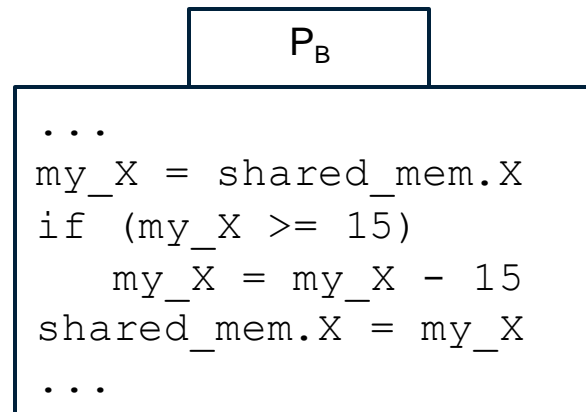 P_B
...
my_X = shared_mem.X
if (my_X >= 15)
   my_X = my_X - 15
shared_mem.X = my_X
...